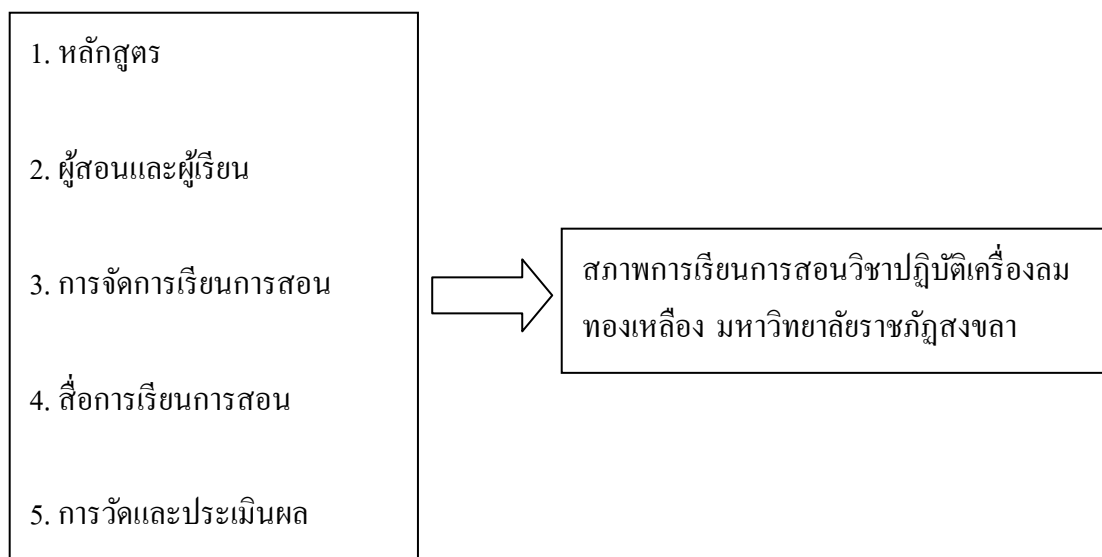 1. หลักสูตร
2. ผู้สอนและผู้เรียน
3. การจัดการเรียนการสอน
4. สื่อการเรียนการสอน
5. การวัดและประเมินผล
สภาพการเรียนการสอนวิชาปฏิบัติเครื่องลม
ทองเหลือง มหาวิทยาลัยราชภัฏสงขลา